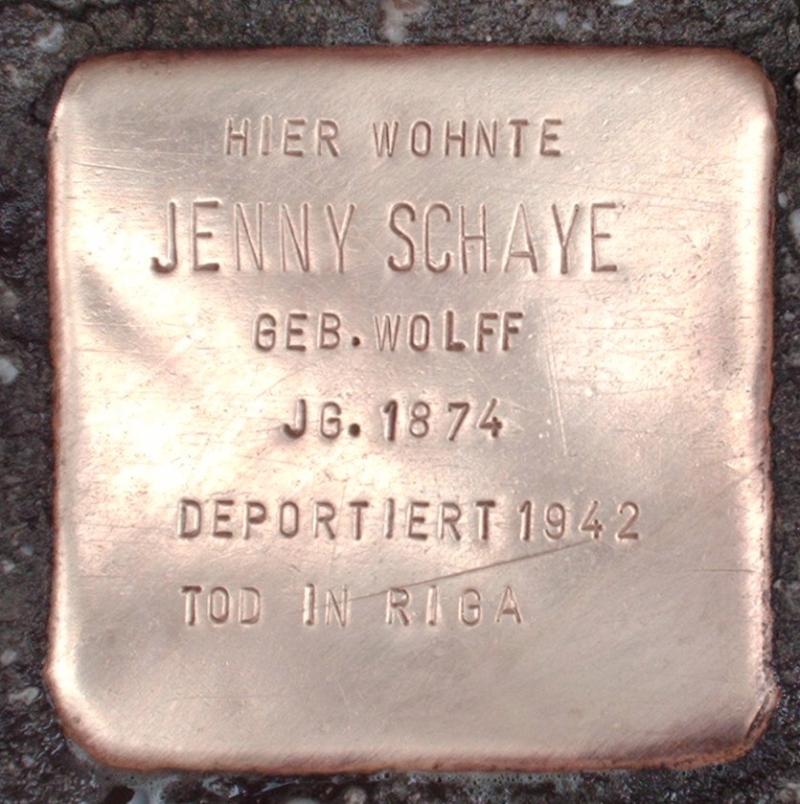 HIER WOHNTE
JENNY SCHAYE
GEB. WOLFF
JG. 1874
DEPORTIERT 1942
TOD IN RIGA